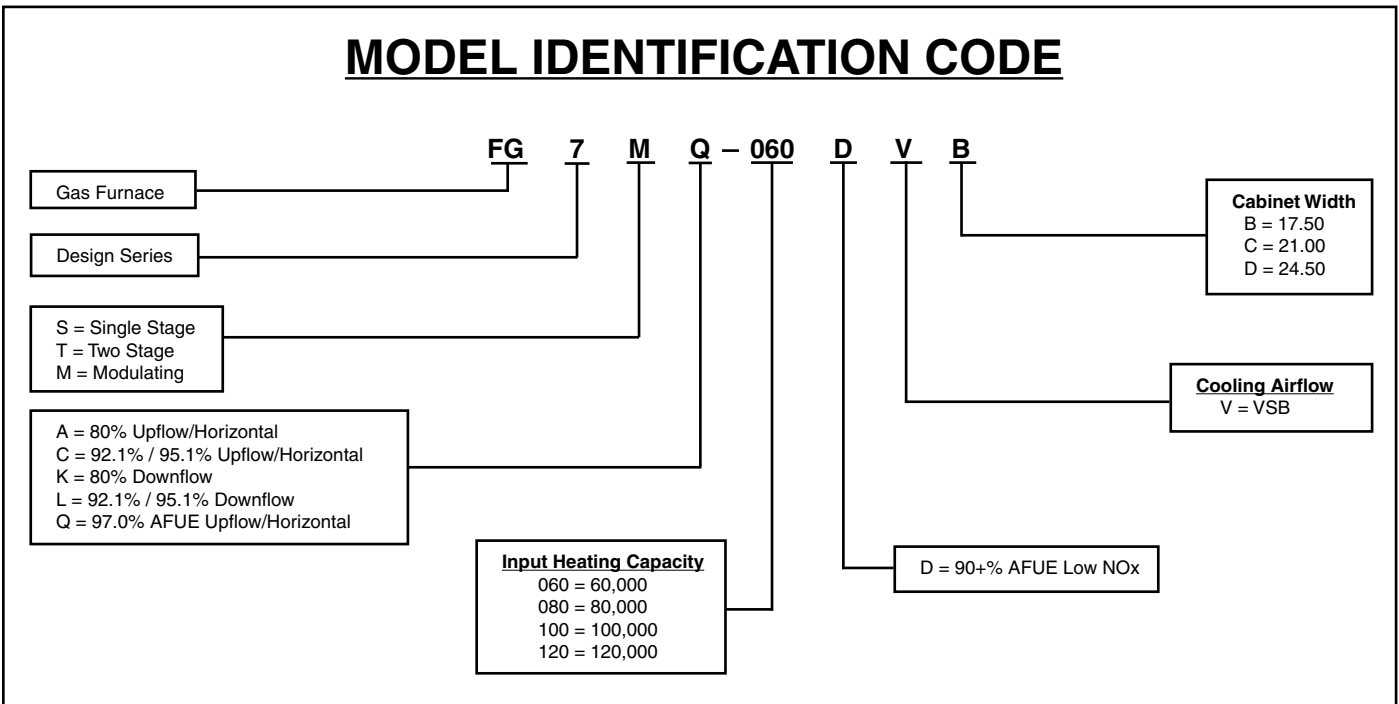 MODEL IDENTIFICATION CODE
FG 7 M Q – 060 D V B
Gas Furnace
Design Series
S = Single Stage
T = Two Stage
M = Modulating
A = 80% Upflow/Horizontal
C = 92.1% / 95.1% Upflow/Horizontal
K = 80% Downflow
L = 92.1% / 95.1% Downflow
Q = 97.0% AFUE Upflow/Horizontal
Input Heating Capacity
060 = 60,000
080 = 80,000
100 = 100,000
120 = 120,000
D = 90+% AFUE Low NOx
Cooling Airflow
V = VSB
Cabinet Width
B = 17.50
C = 21.00
D = 24.50